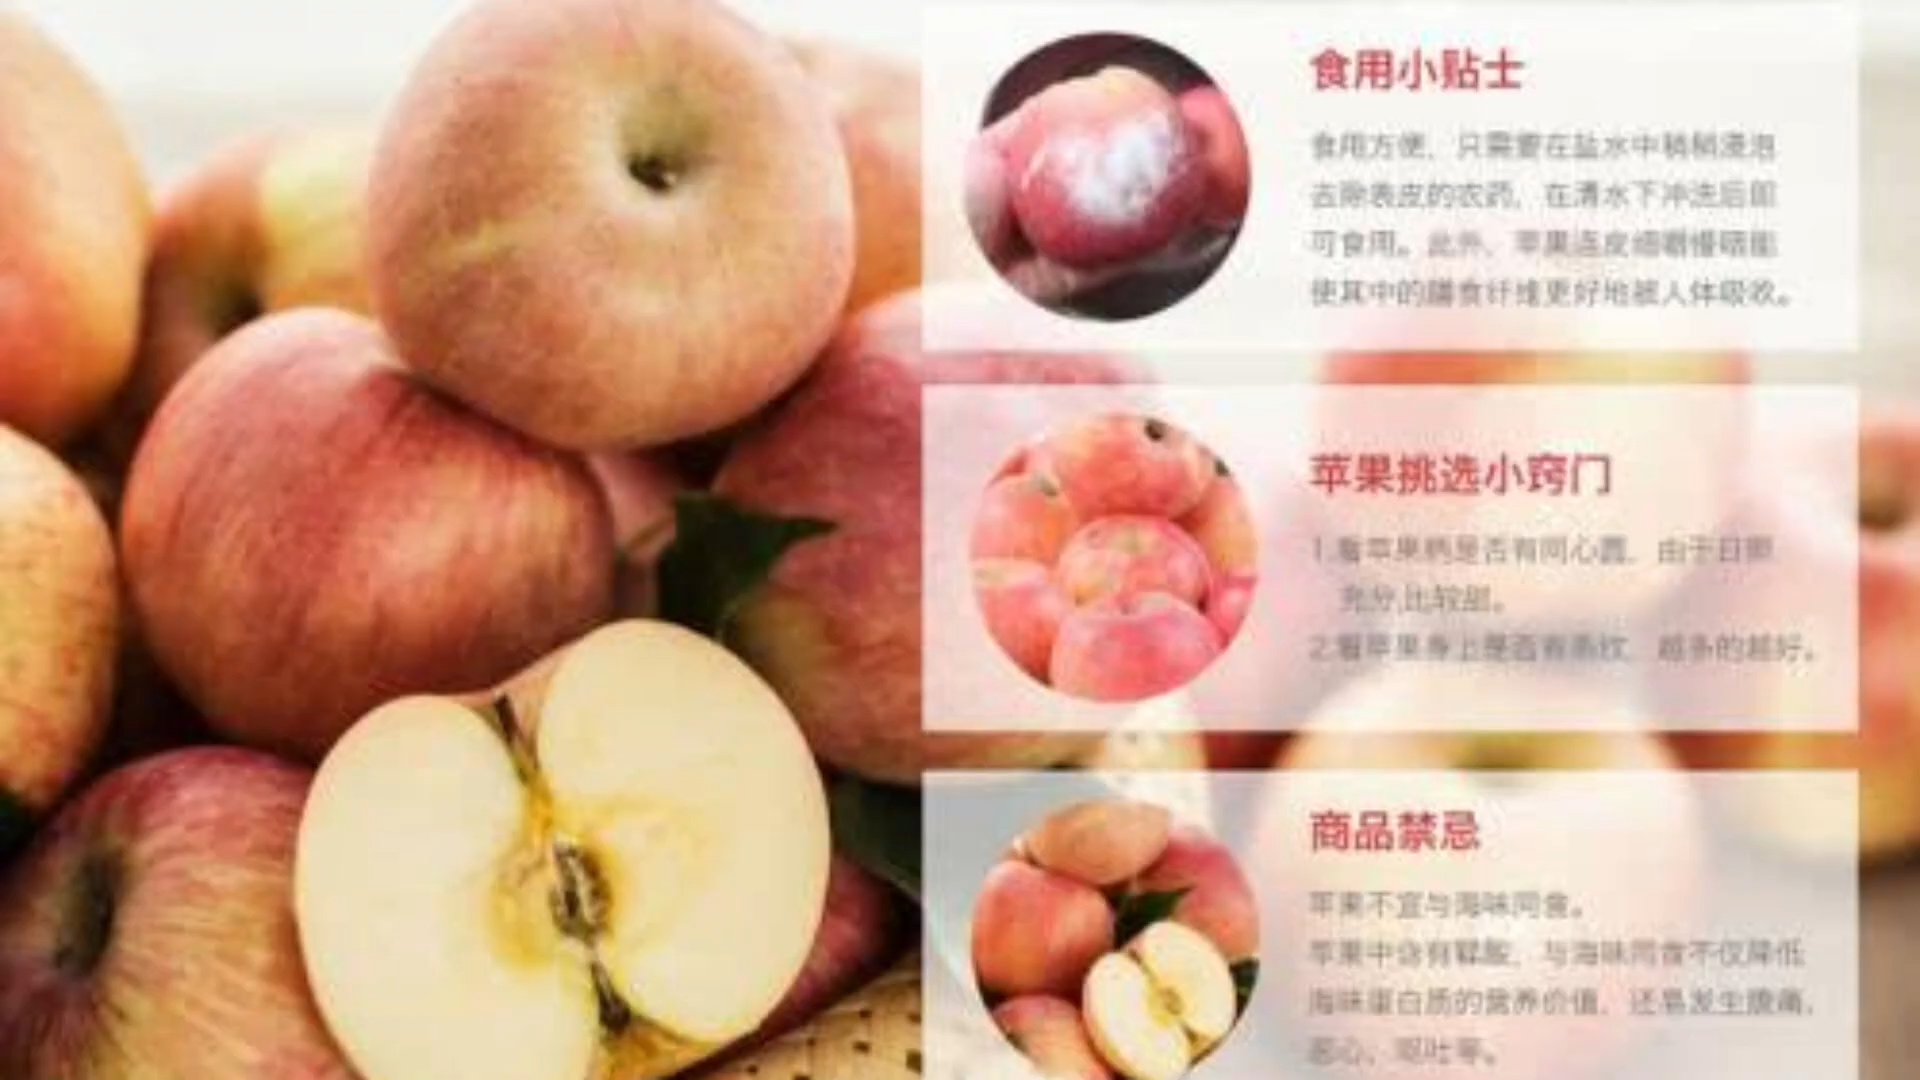 食用小贴士
食用方便，只需要在盐水中稍稍浸泡
去除表皮的农药，在清水下冲洗后即
可食用。此外，苹果连皮细嚼慢咽能
使其中的膳食纤维更好地被人体吸收。
苹果挑选小窍门
1.看苹果柄是否有同心圆，由于日照
充分,比较甜。
2.看苹果身上是否有条纹，越多的越好。
商品禁忌
苹果不宜与海味同食。
苹果中含有鞣酸，与海味同食不仅降低
海味蛋白质的营养价值，还易发生腹痛，
恶心、呕吐等。